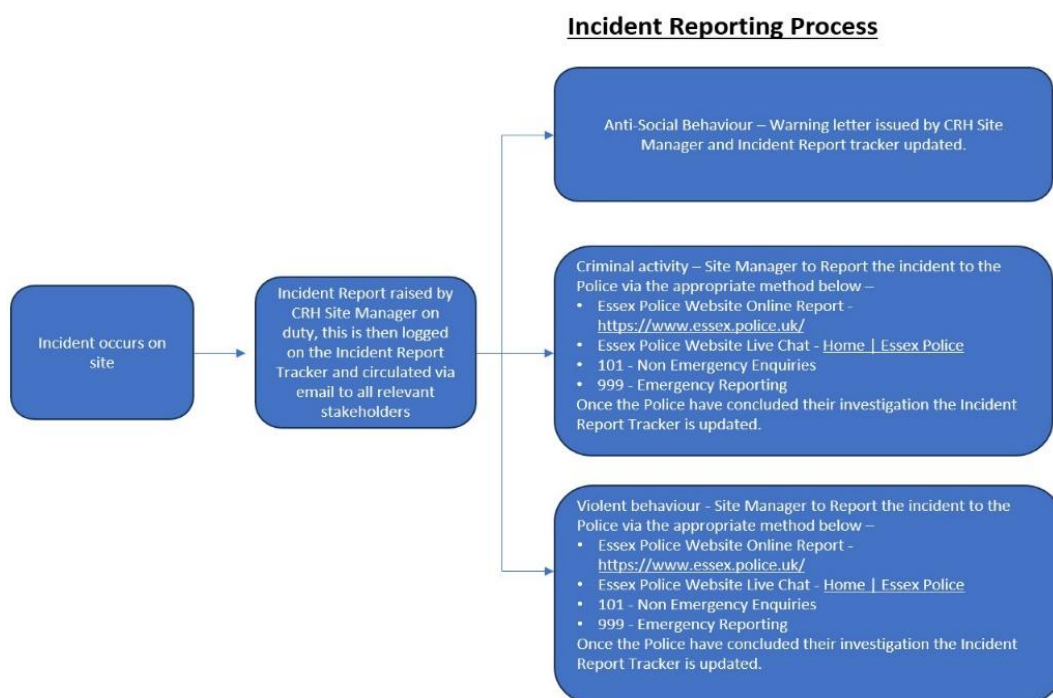 Incident Reporting Process
Incident occurs on
site
Incident Report raised by
CRH Site Manager on
duty, this is then logged
on the Incident Report
Tracker and circulated via
email to all relevant
stakeholders
Anti-Social Behaviour – Warning letter issued by CRH Site
Manager and Incident Report tracker updated.
Criminal activity – Site Manager to Report the incident to the
Police via the appropriate method below –
• Essex Police Website Online Report -
https://www.essex.police.uk/
• Essex Police Website Live Chat - Home | Essex Police
• 101 - Non Emergency Enquiries
• 999 - Emergency Reporting
Once the Police have concluded their investigation the Incident
Report Tracker is updated.
Violent behaviour - Site Manager to Report the incident to the
Police via the appropriate method below –
• Essex Police Website Online Report -
https://www.essex.police.uk/
• Essex Police Website Live Chat - Home | Essex Police
• 101 - Non Emergency Enquiries
• 999 - Emergency Reporting
Once the Police have concluded their investigation the Incident
Report Tracker is updated.